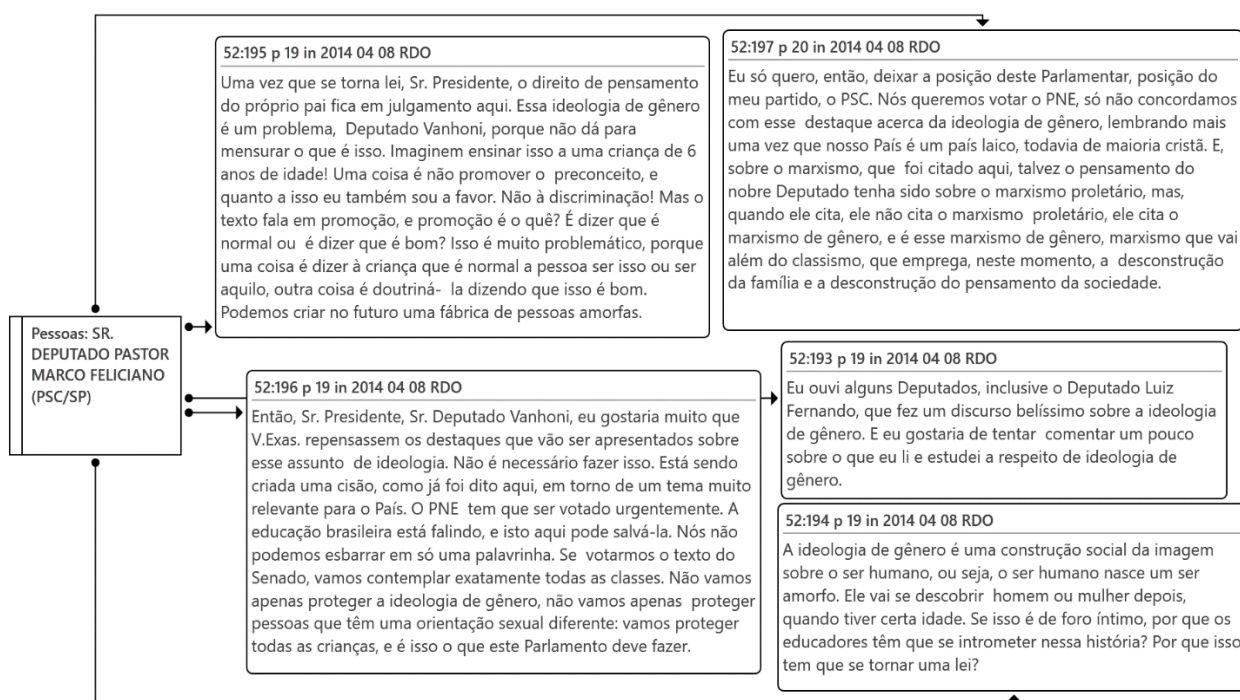 52:195 p 19 in 2014 04 08 RDO
Uma vez que se torna lei, Sr. Presidente, o direito de pensamento
do próprio pai fica em julgamento aqui. Essa ideologia de gênero
é um problema, Deputado Vanhoni, porque não dá para
mensurar o que é isso. Imaginem ensinar isso a uma criança de 6
anos de idade! Uma coisa é não promover o preconceito, e
quanto a isso eu também sou a favor. Não à discriminação! Mas o
texto fala em promoção, e promoção é o quê? É dizer que é
normal ou é dizer que é bom? Isso é muito problemático, porque
uma coisa é dizer à criança que é normal a pessoa ser isso ou ser
aquilo, outra coisa é doutriná- la dizendo que isso é bom.
Podemos criar no futuro uma fábrica de pessoas amorfas.
52:197 p 20 in 2014 04 08 RDO
Eu só quero, então, deixar a posição deste Parlamentar, posição do
meu partido, o PSC. Nós queremos votar o PNE, só não concordamos
com esse destaque acerca da ideologia de gênero, lembrando mais
uma vez que nosso País é um país laico, todavia de maioria cristã. E,
sobre o marxismo, que foi citado aqui, talvez o pensamento do
nobre Deputado tenha sido sobre o marxismo proletário, mas,
quando ele cita, ele não cita o marxismo proletário, ele cita o
marxismo de gênero, e é esse marxismo de gênero, marxismo que vai
além do classismo, que emprega, neste momento, a desconstrução
da família e a desconstrução do pensamento da sociedade.
Pessoas: SR.
DEPUTADO PASTOR
MARCO FELICIANO
(PSC/SP)
52:196 p 19 in 2014 04 08 RDO
Então, Sr. Presidente, Sr. Deputado Vanhoni, eu gostaria muito que
V.Exas. repensassem os destaques que vão ser apresentados sobre
esse assunto de ideologia. Não é necessário fazer isso. Está sendo
criada uma cisão, como já foi dito aqui, em torno de um tema muito
relevante para o País. O PNE tem que ser votado urgentemente. A
educação brasileira está falindo, e isto aqui pode salvá-la. Nós não
podemos esbarrar em só uma palavrinha. Se votarmos o texto do
Senado, vamos contemplar exatamente todas as classes. Não vamos
apenas proteger a ideologia de gênero, não vamos apenas proteger
pessoas que têm uma orientação sexual diferente: vamos proteger
todas as crianças, e é isso o que este Parlamento deve fazer.
52:193 p 19 in 2014 04 08 RDO
Eu ouvi alguns Deputados, inclusive o Deputado Luiz
Fernando, que fez um discurso belíssimo sobre a ideologia
de gênero. E eu gostaria de tentar comentar um pouco
sobre o que eu li e estudei a respeito de ideologia de
gênero.
52:194 p 19 in 2014 04 08 RDO
A ideologia de gênero é uma construção social da imagem
sobre o ser humano, ou seja, o ser humano nasce um ser
amorfo. Ele vai se descobrir homem ou mulher depois,
quando tiver certa idade. Se isso é de foro íntimo, por que os
educadores têm que se intrometer nessa história? Por que isso
tem que se tornar uma lei?